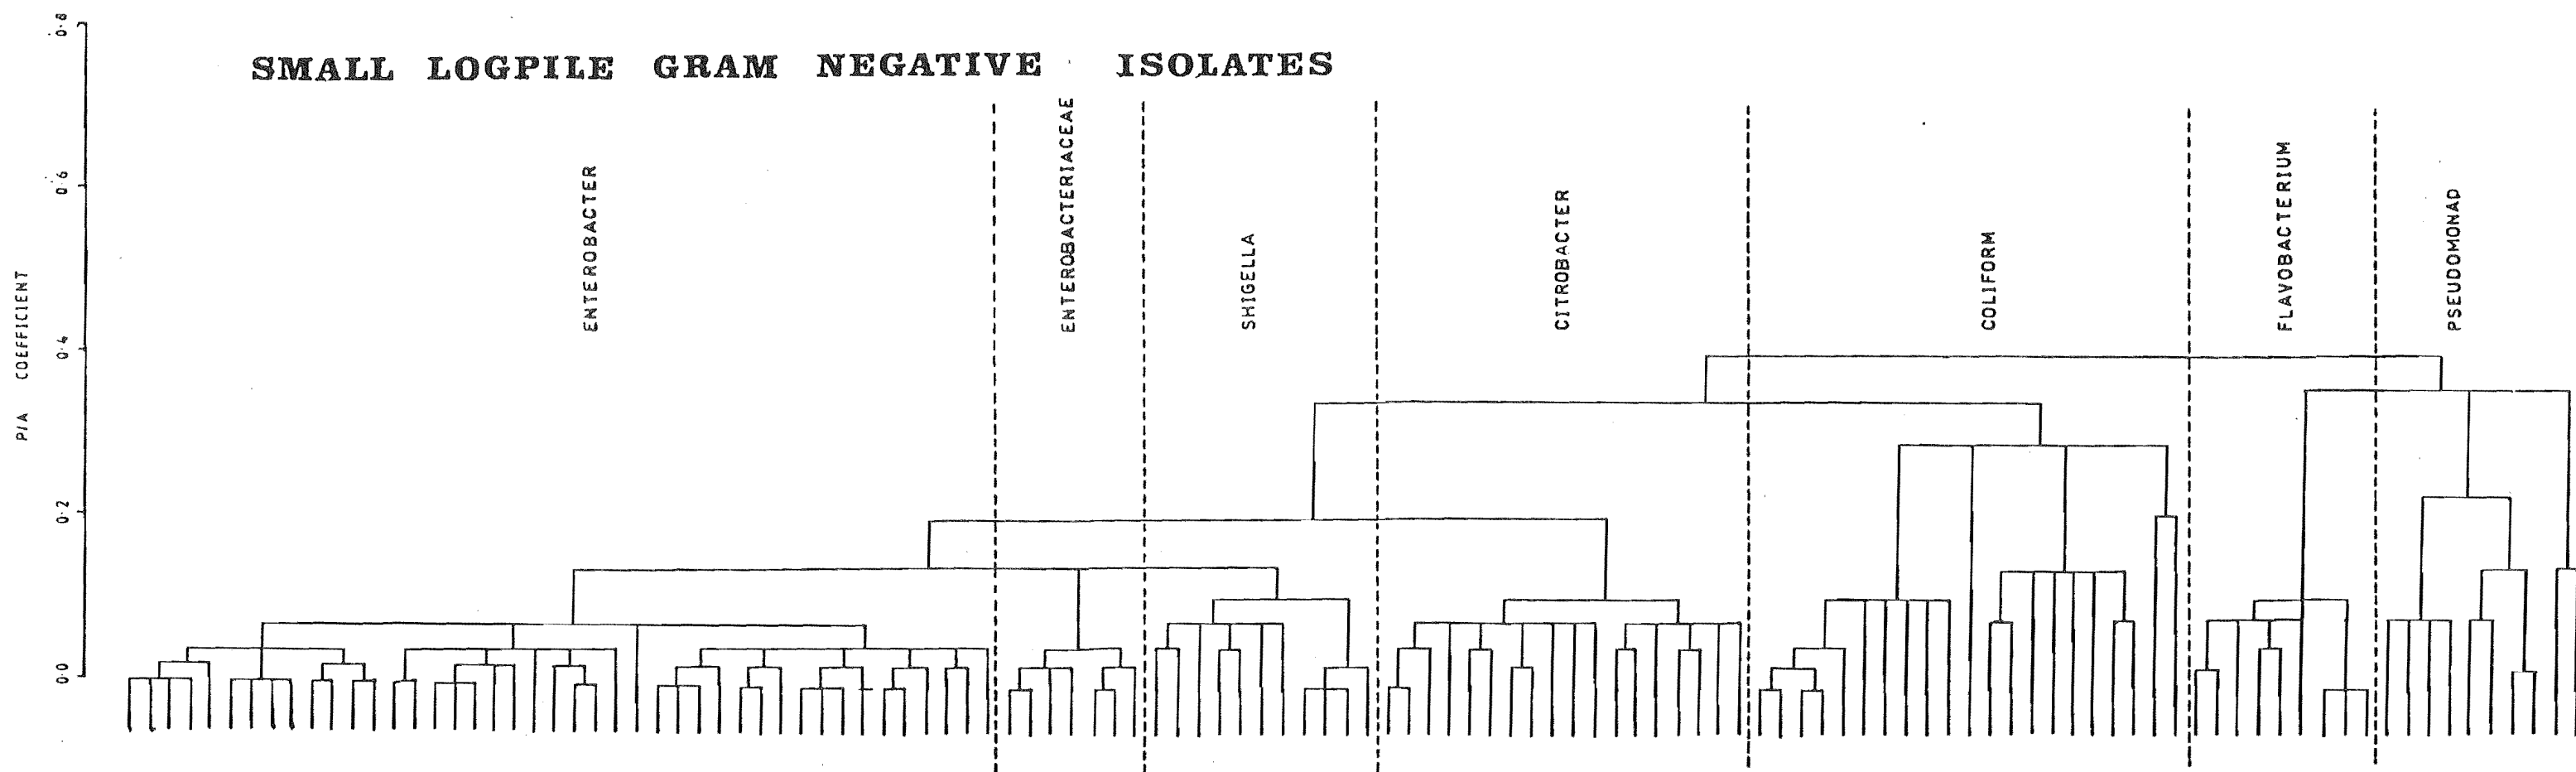 SMALL LOGPILE GRAM NEGATIVE ISOLATES
P/A COEFFICIENT
0·8
0·6
0·4
0·2
0·0
ENTEROBACTER
ENTEROBACTERIACEAE
SHIGELLA
CITROBACTER
COLIFORM
FLAVOBACTERIUM
PSEUDOMONAD